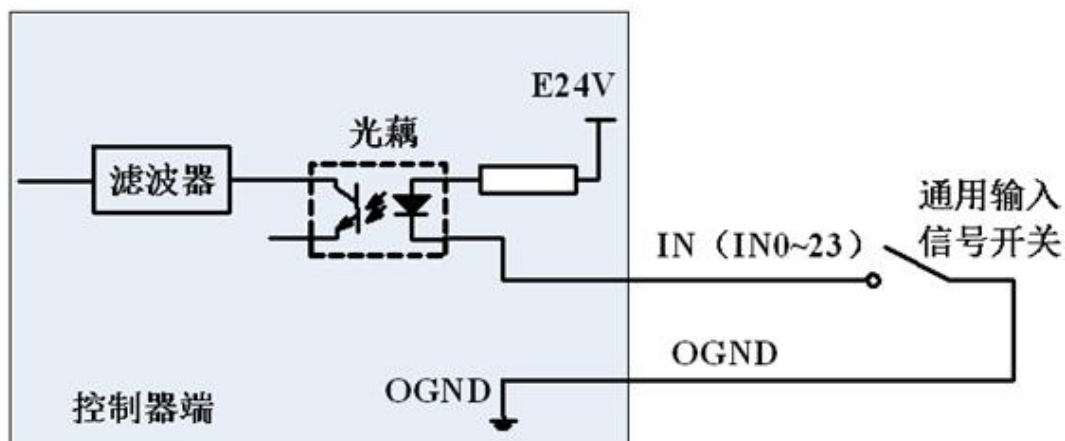 E24V
光藕
滤波器
通用输入
信号开关
IN（IN0~23）
OGND
OGND
控制器端